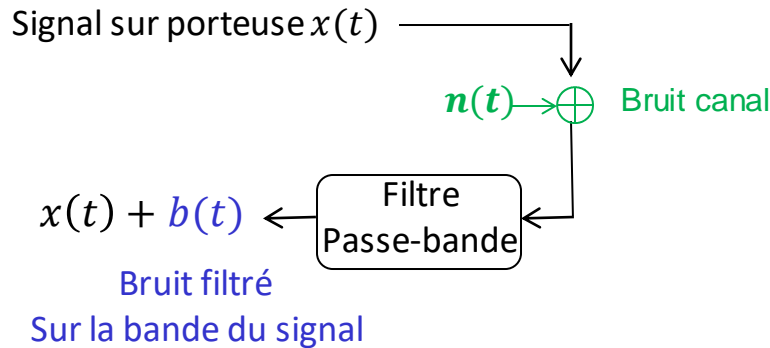 Signal sur porteuse x(t)
n(t) Bruit canal
Filtre
Passe-bande
x(t) + b(t)
Bruit filtré
Sur la bande du signal